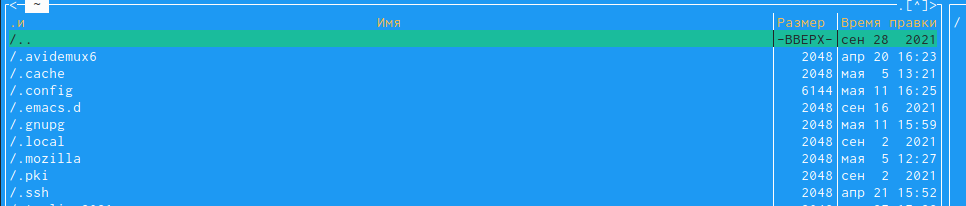 <─ ~ .[^]>
.и Имя Размер Время правки /
/.. -ВВЕРХ- сен 28 2021
/.avidemux6 2048 апр 20 16:23
/.cache 2048 мая 5 13:21
/.config 6144 мая 11 16:25
/.emacs.d 2048 сен 16 2021
/.gnupg 2048 мая 11 15:59
/.local 2048 сен 2 2021
/.mozilla 2048 мая 5 12:27
/.pki 2048 сен 2 2021
/.ssh 2048 апр 21 15:52